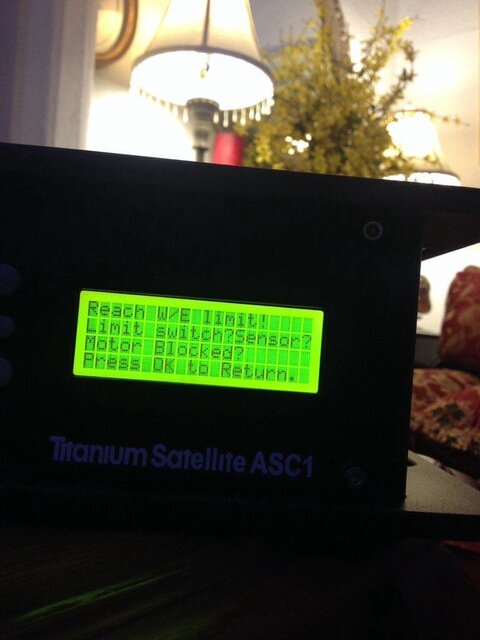 Reach W/E limit!
Limit switch?Sensor?
Motor Blocked?
Press OK to Return.
Titanium Satellite ASC1